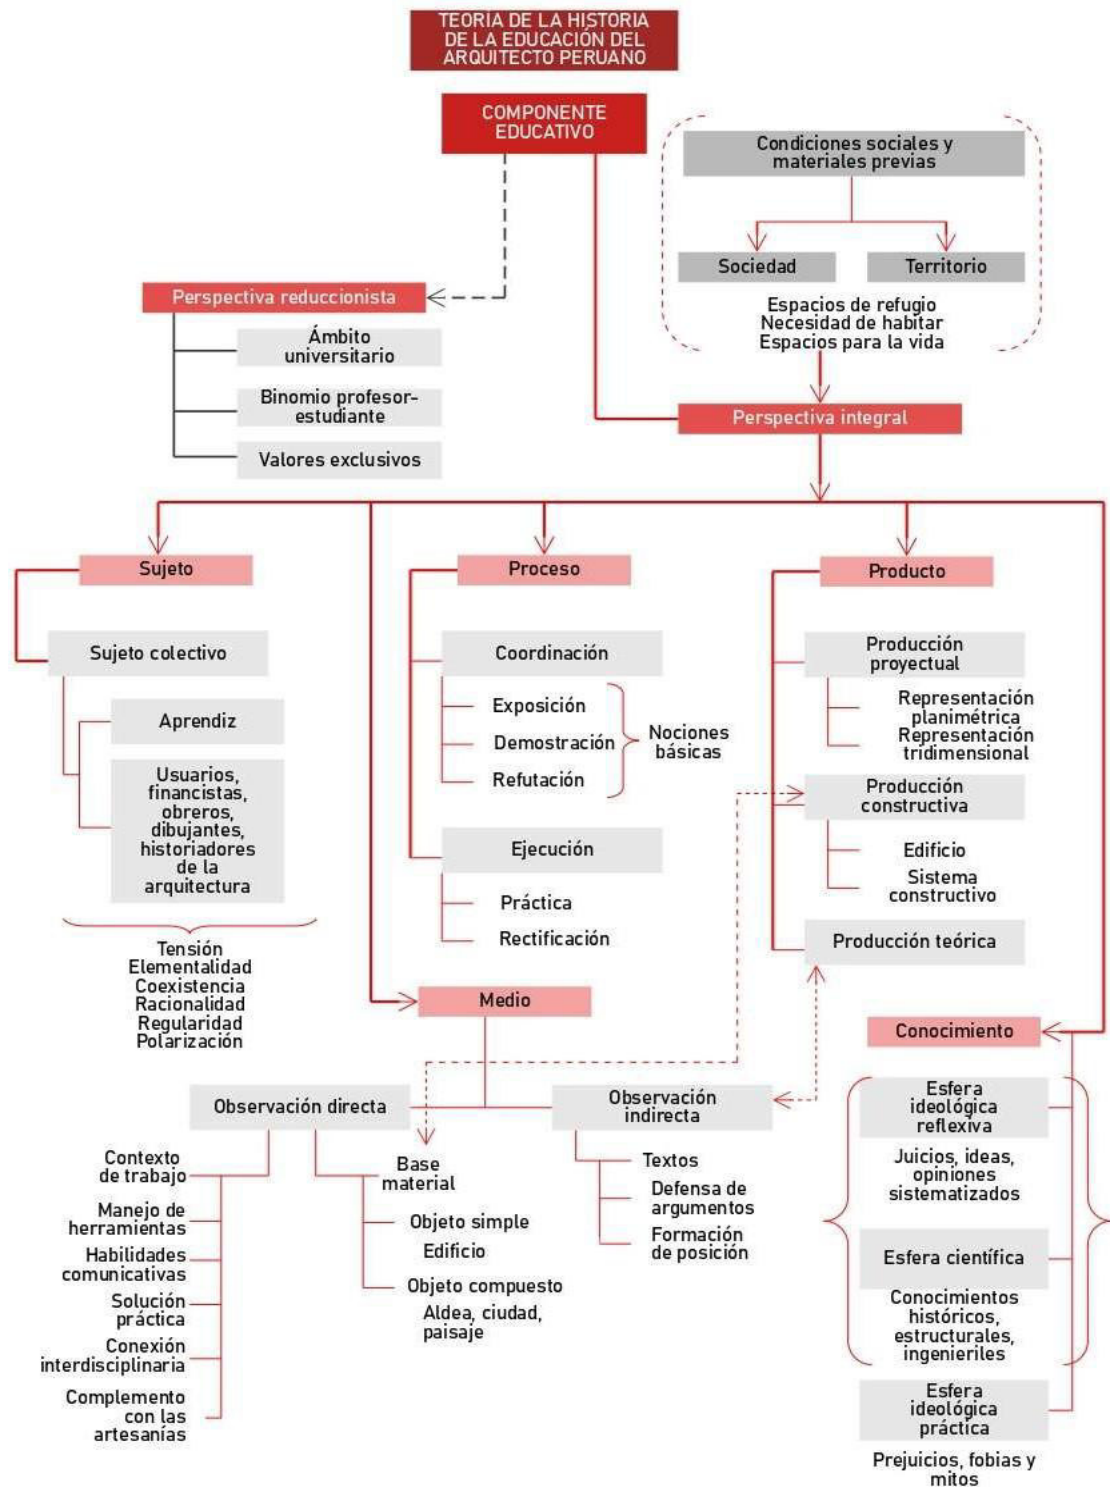 TEORÍA DE LA HISTORIA
DE LA EDUCACIÓN DEL
ARQUITECTO PERUANO
COMPONENTE
EDUCATIVO
Condiciones sociales y
materiales previas
Sociedad
Territorio
Espacios de refugio
Necesidad de habitar
Espacios para la vida
Perspectiva reduccionista
Ámbito
universitario
Binomio profesor-
estudiante
Valores exclusivos
Perspectiva integral
Sujeto
Sujeto colectivo
Aprendiz
Usuarios,
financistas,
obreros,
dibujantes,
historiadores
de la
arquitectura
Tensión
Elementalidad
Coexistencia
Racionalidad
Regularidad
Polarización
Proceso
Coordinación
Exposición
Demostración
Refutación
Nociones
básicas
Ejecución
Práctica
Rectificación
Producto
Producción
proyectual
Representación
planimétrica
Representación
tridimensional
Producción
constructiva
Edificio
Sistema
constructivo
Producción teórica
Medio
Observación directa
Contexto
de trabajo
Manejo de
herramientas
Habilidades
comunicativas
Solución
práctica
Conexión
interdisciplinaria
Complemento
con las
artesanías
Base
material
Objeto simple
Edificio
Objeto compuesto
Aldea, ciudad,
paisaje
Observación
indirecta
Textos
Defensa de
argumentos
Formación
de posición
Conocimiento
Esfera
ideológica
reflexiva
Juicios, ideas,
opiniones
sistematizados
Esfera científica
Conocimientos
históricos,
estructurales,
ingenieriles
Esfera
ideológica
práctica
Prejuicios, fobias y
mitos